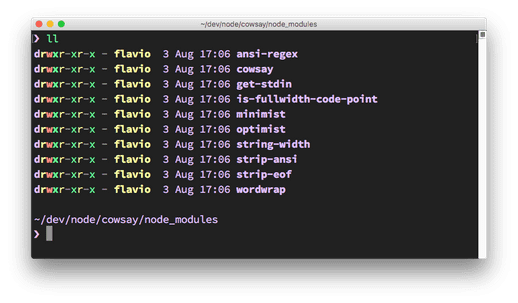 ~/dev/node/cowsay/node_modules
❯ ll
drwxr-xr-x - flavio 3 Aug 17:06 ansi-regex
drwxr-xr-x - flavio 3 Aug 17:06 cowsay
drwxr-xr-x - flavio 3 Aug 17:06 get-stdin
drwxr-xr-x - flavio 3 Aug 17:06 is-fullwidth-code-point
drwxr-xr-x - flavio 3 Aug 17:06 minimist
drwxr-xr-x - flavio 3 Aug 17:06 optimist
drwxr-xr-x - flavio 3 Aug 17:06 string-width
drwxr-xr-x - flavio 3 Aug 17:06 strip-ansi
drwxr-xr-x - flavio 3 Aug 17:06 strip-eof
drwxr-xr-x - flavio 3 Aug 17:06 wordwrap
~/dev/node/cowsay/node_modules
❯